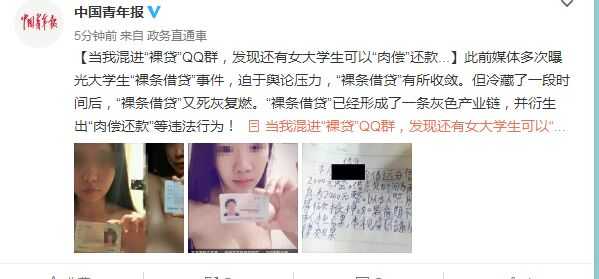 中国青年报
中国青年报
5分钟前 来自 政务直通車
【当我混进“裸贷”QQ群，发现还有女大学生可以“肉偿”还款...】此前媒体多次曝
光大学生“裸条借贷”事件，迫于舆论压力，“裸条借贷”有所收敛。但冷藏了一段时
间后，“裸条借贷”又死灰复燃。“裸条借贷”已经形成了一条灰色产业链，并衍生
出“肉偿还款”等违法行为！ 当我混进“裸贷”QQ群，发现还有女大学生可以“...